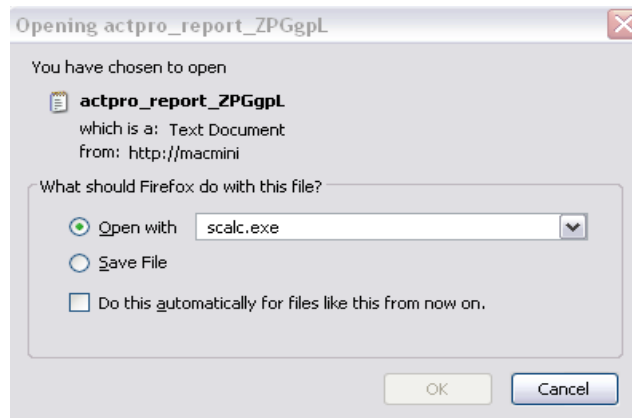 Opening actpro_report_ZPGgpL
You have chosen to open
actpro_report_ZPGgpL
which is a: Text Document
from: http://macmini
What should Firefox do with this file?
Open with scalc.exe
Save File
Do this automatically for files like this from now on.
OK Cancel